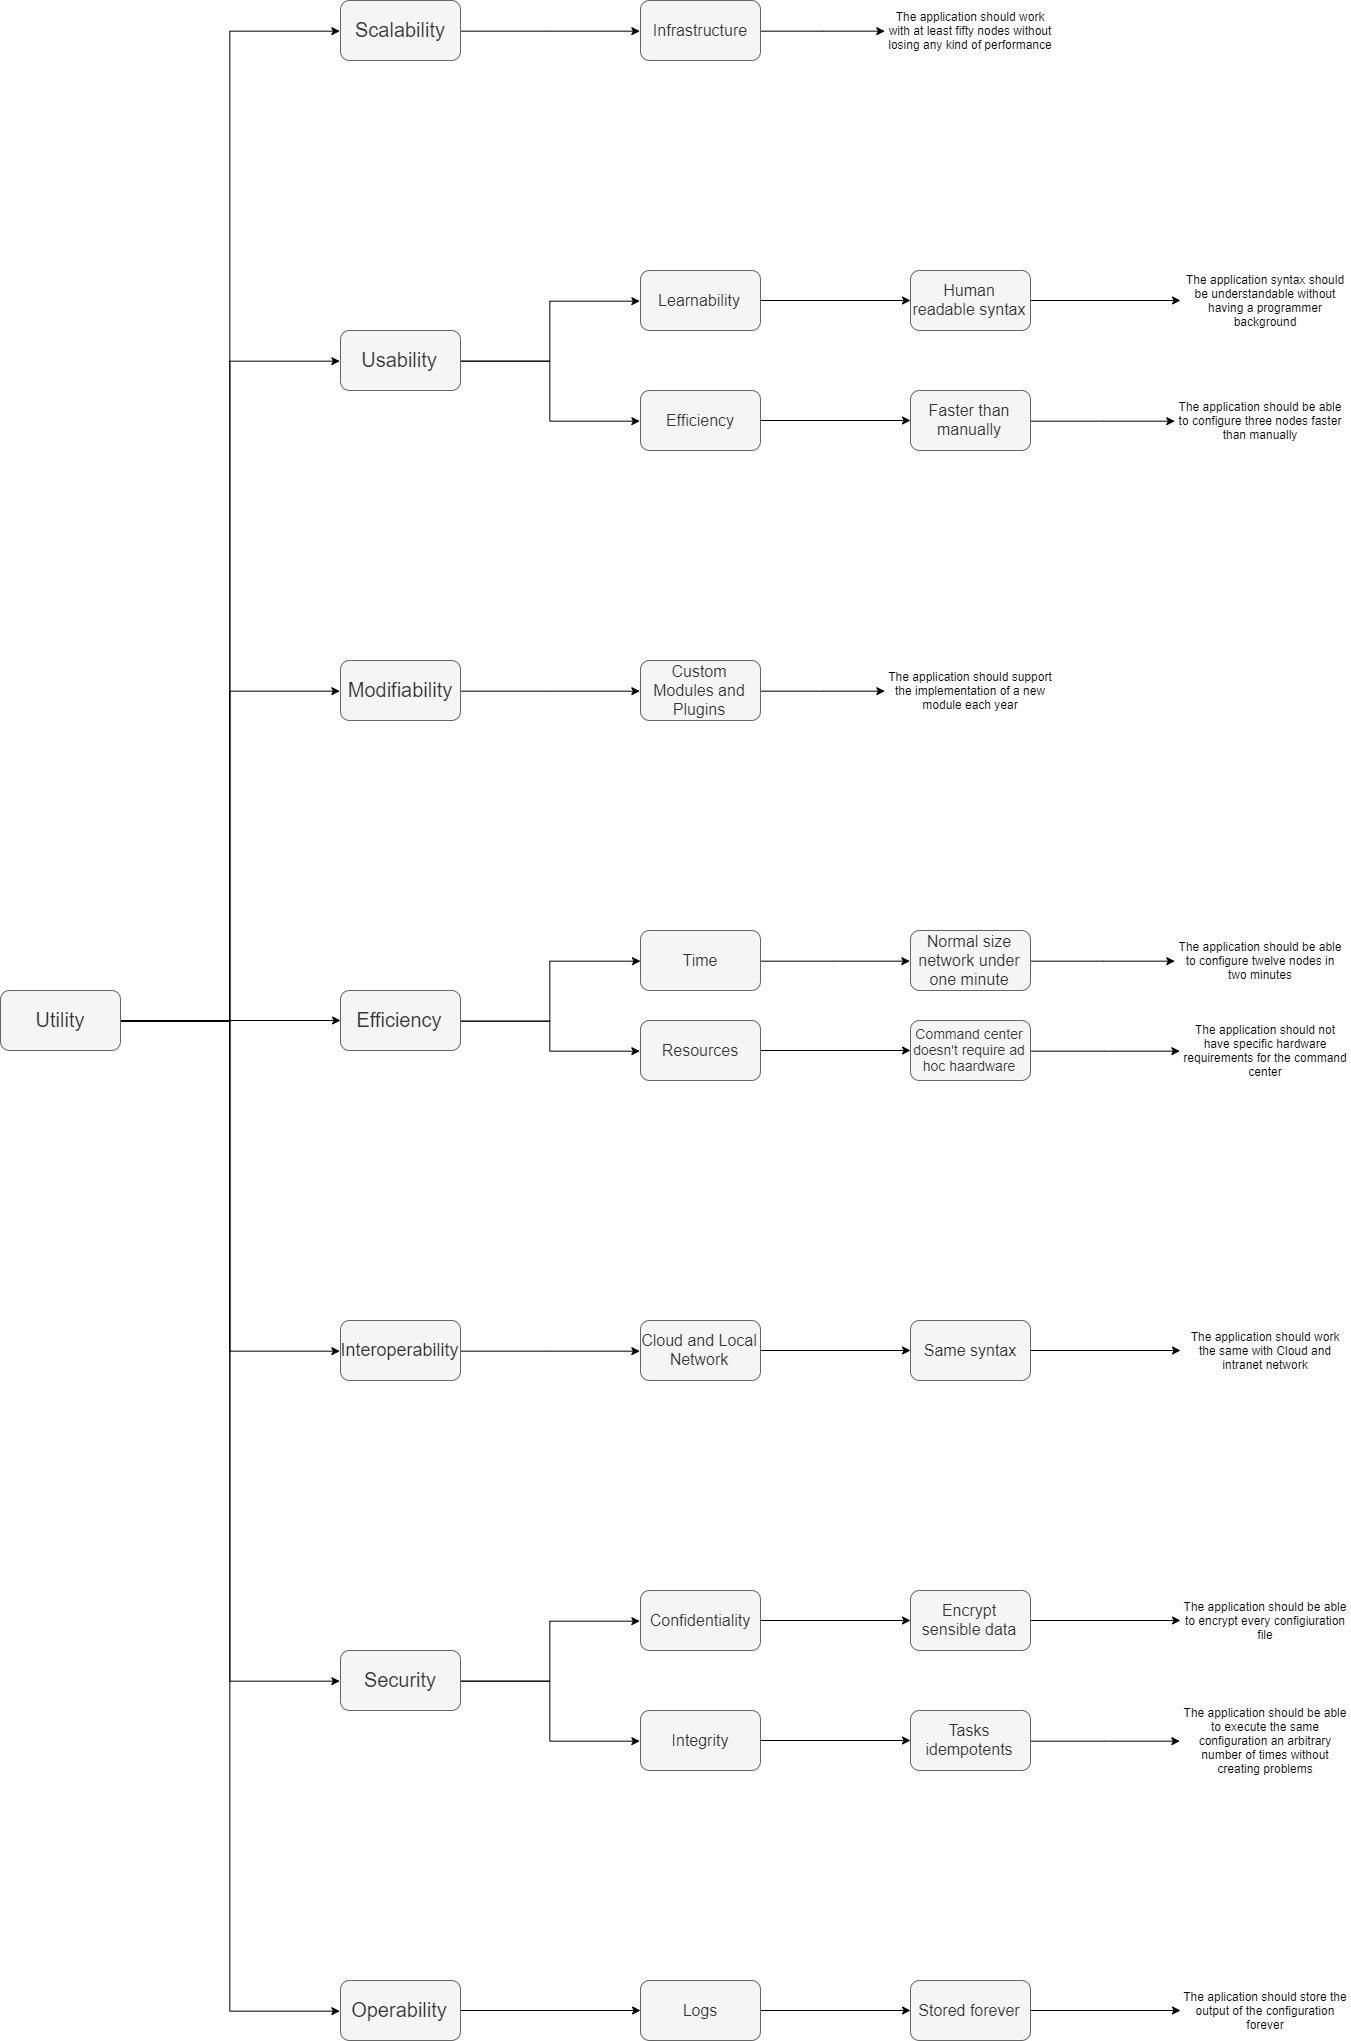 Scalability
Infrastructure
The application should work
with at least fifty nodes without
losing any kind of performance
Usability
Learnability
Human
readable syntax
The application syntax should
be understandable without
having a programmer
background
Efficiency
Faster than
manually
The application should be able
to configure three nodes faster
than manually
Modifiability
Custom
Modules and
Plugins
The application should support
the implementation of a new
module each year
Utility
Efficiency
Time
Normal size
network under
one minute
The application should be able
to configure twelve nodes in
two minutes
Resources
Command center
doesn't require ad
hoc haardware
The application should not
have specific hardware
requirements for the command
center
Interoperability
Cloud and Local
Network
Same syntax
The application should work
the same with Cloud and
intranet network
Security
Confidentiality
Encrypt
sensible data
The application should be able
to encrypt every configiuration
file
Integrity
Tasks
idempotents
The application should be able
to execute the same
configuration an arbitrary
number of times without
creating problems
Operability
Logs
Stored forever
The aplication should store the
output of the configuration
forever